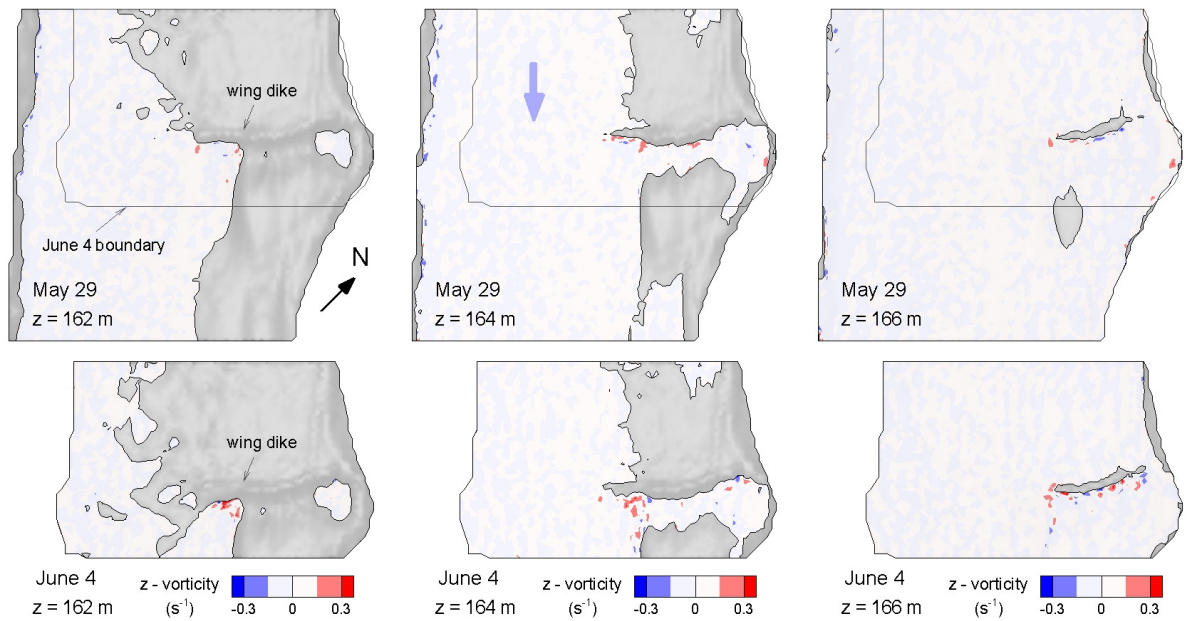 wing dike
June 4 boundary
N
May 29
z = 162 m
May 29
z = 164 m
May 29
z = 166 m
wing dike
June 4
z = 162 m
z - vorticity
(s⁻¹)
-0.3 0 0.3
June 4
z = 164 m
z - vorticity
(s⁻¹)
-0.3 0 0.3
June 4
z = 166 m
z - vorticity
(s⁻¹)
-0.3 0 0.3